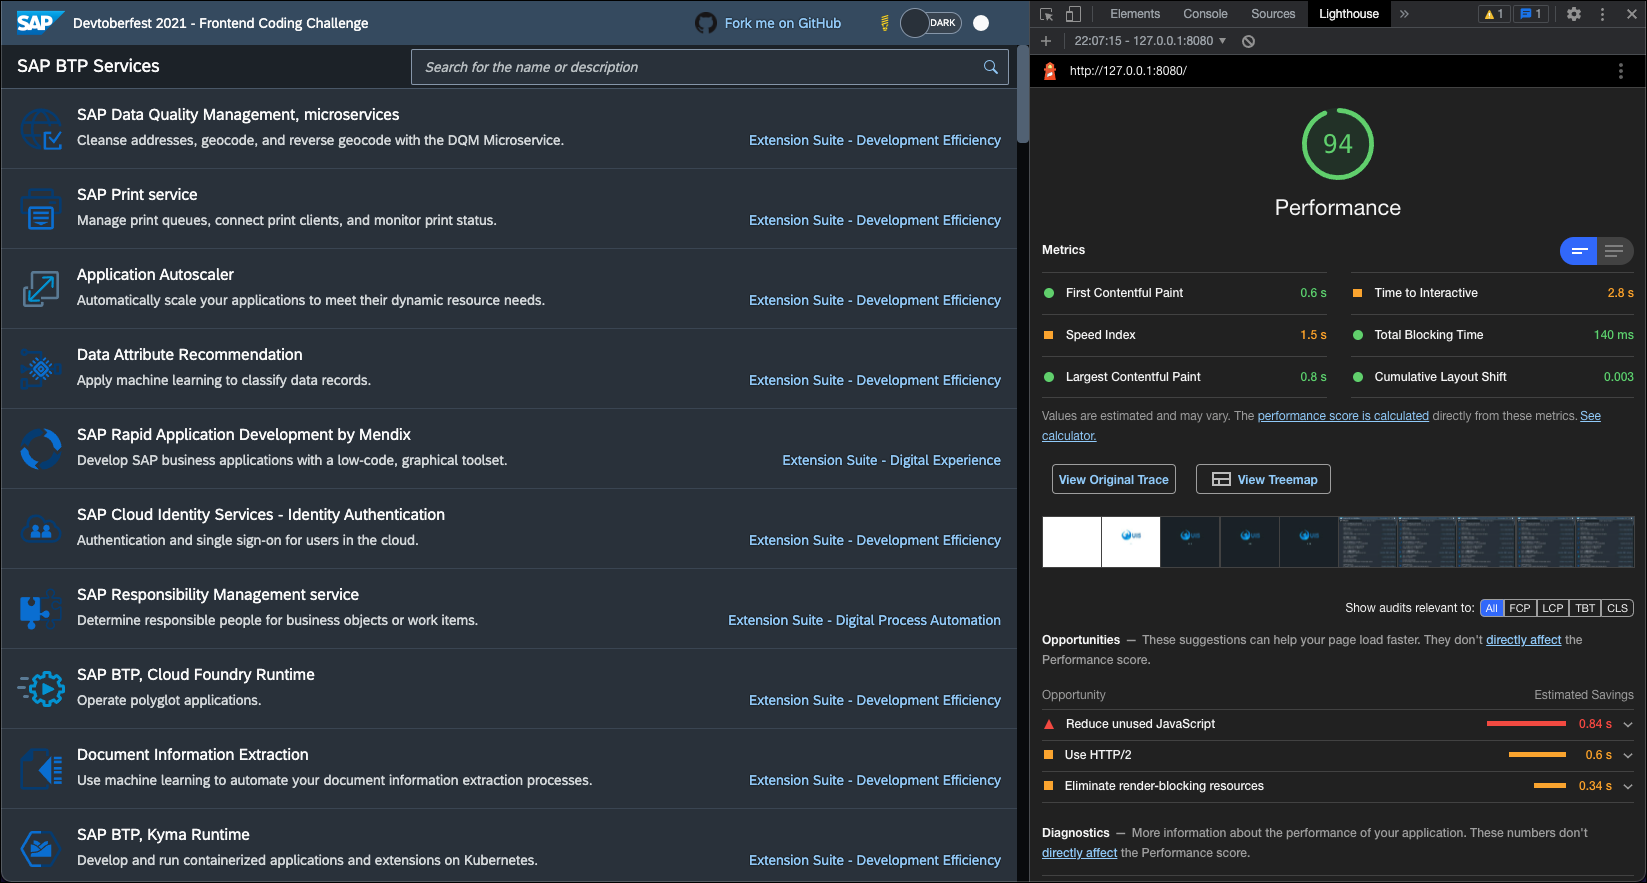 SAP Devtoberfest 2021 - Frontend Coding Challenge Fork me on GitHub DARK
SAP BTP Services Search for the name or description
SAP Data Quality Management, microservices
Cleanse addresses, geocode, and reverse geocode with the DQM Microservice. Extension Suite - Development Efficiency
SAP Print service
Manage print queues, connect print clients, and monitor print status. Extension Suite - Development Efficiency
Application Autoscaler
Automatically scale your applications to meet their dynamic resource needs. Extension Suite - Development Efficiency
Data Attribute Recommendation
Apply machine learning to classify data records. Extension Suite - Development Efficiency
SAP Rapid Application Development by Mendix
Develop SAP business applications with a low-code, graphical toolset. Extension Suite - Digital Experience
SAP Cloud Identity Services - Identity Authentication
Authentication and single sign-on for users in the cloud. Extension Suite - Development Efficiency
SAP Responsibility Management service
Determine responsible people for business objects or work items. Extension Suite - Digital Process Automation
SAP BTP, Cloud Foundry Runtime
Operate polyglot applications. Extension Suite - Development Efficiency
Document Information Extraction
Use machine learning to automate your document information extraction processes. Extension Suite - Development Efficiency
SAP BTP, Kyma Runtime
Develop and run containerized applications and extensions on Kubernetes. Extension Suite - Development Efficiency
Elements Console Sources Lighthouse » 1 1
22:07:15 - 127.0.0.1:8080
http://127.0.0.1:8080/
94
Performance
Metrics
First Contentful Paint 0.6 s Time to Interactive 2.8 s
Speed Index 1.5 s Total Blocking Time 140 ms
Largest Contentful Paint 0.8 s Cumulative Layout Shift 0.003
Values are estimated and may vary. The performance score is calculated directly from these metrics. See
calculator.
View Original Trace View Treemap
Show audits relevant to: All FCP LCP TBT CLS
Opportunities — These suggestions can help your page load faster. They don't directly affect the
Performance score.
Opportunity Estimated Savings
Reduce unused JavaScript 0.84 s
Use HTTP/2 0.6 s
Eliminate render-blocking resources 0.34 s
Diagnostics — More information about the performance of your application. These numbers don't
directly affect the Performance score.